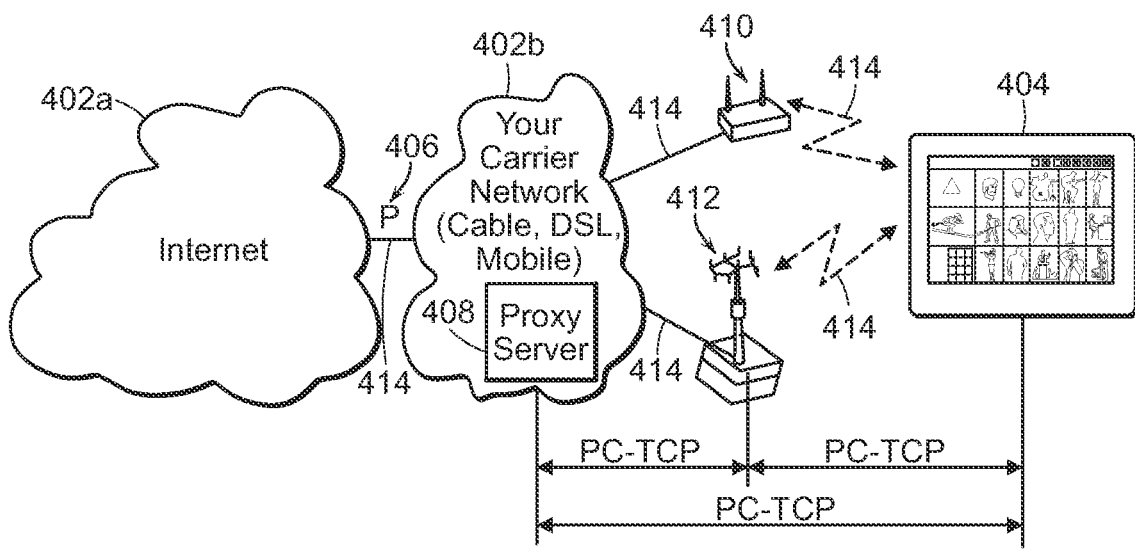 402a
402b
410
414
404
Your
Carrier
Network
(Cable, DSL,
Mobile)
406
P
414
412
Internet
408
Proxy
Server
414
414
414
PC-TCP
PC-TCP
PC-TCP